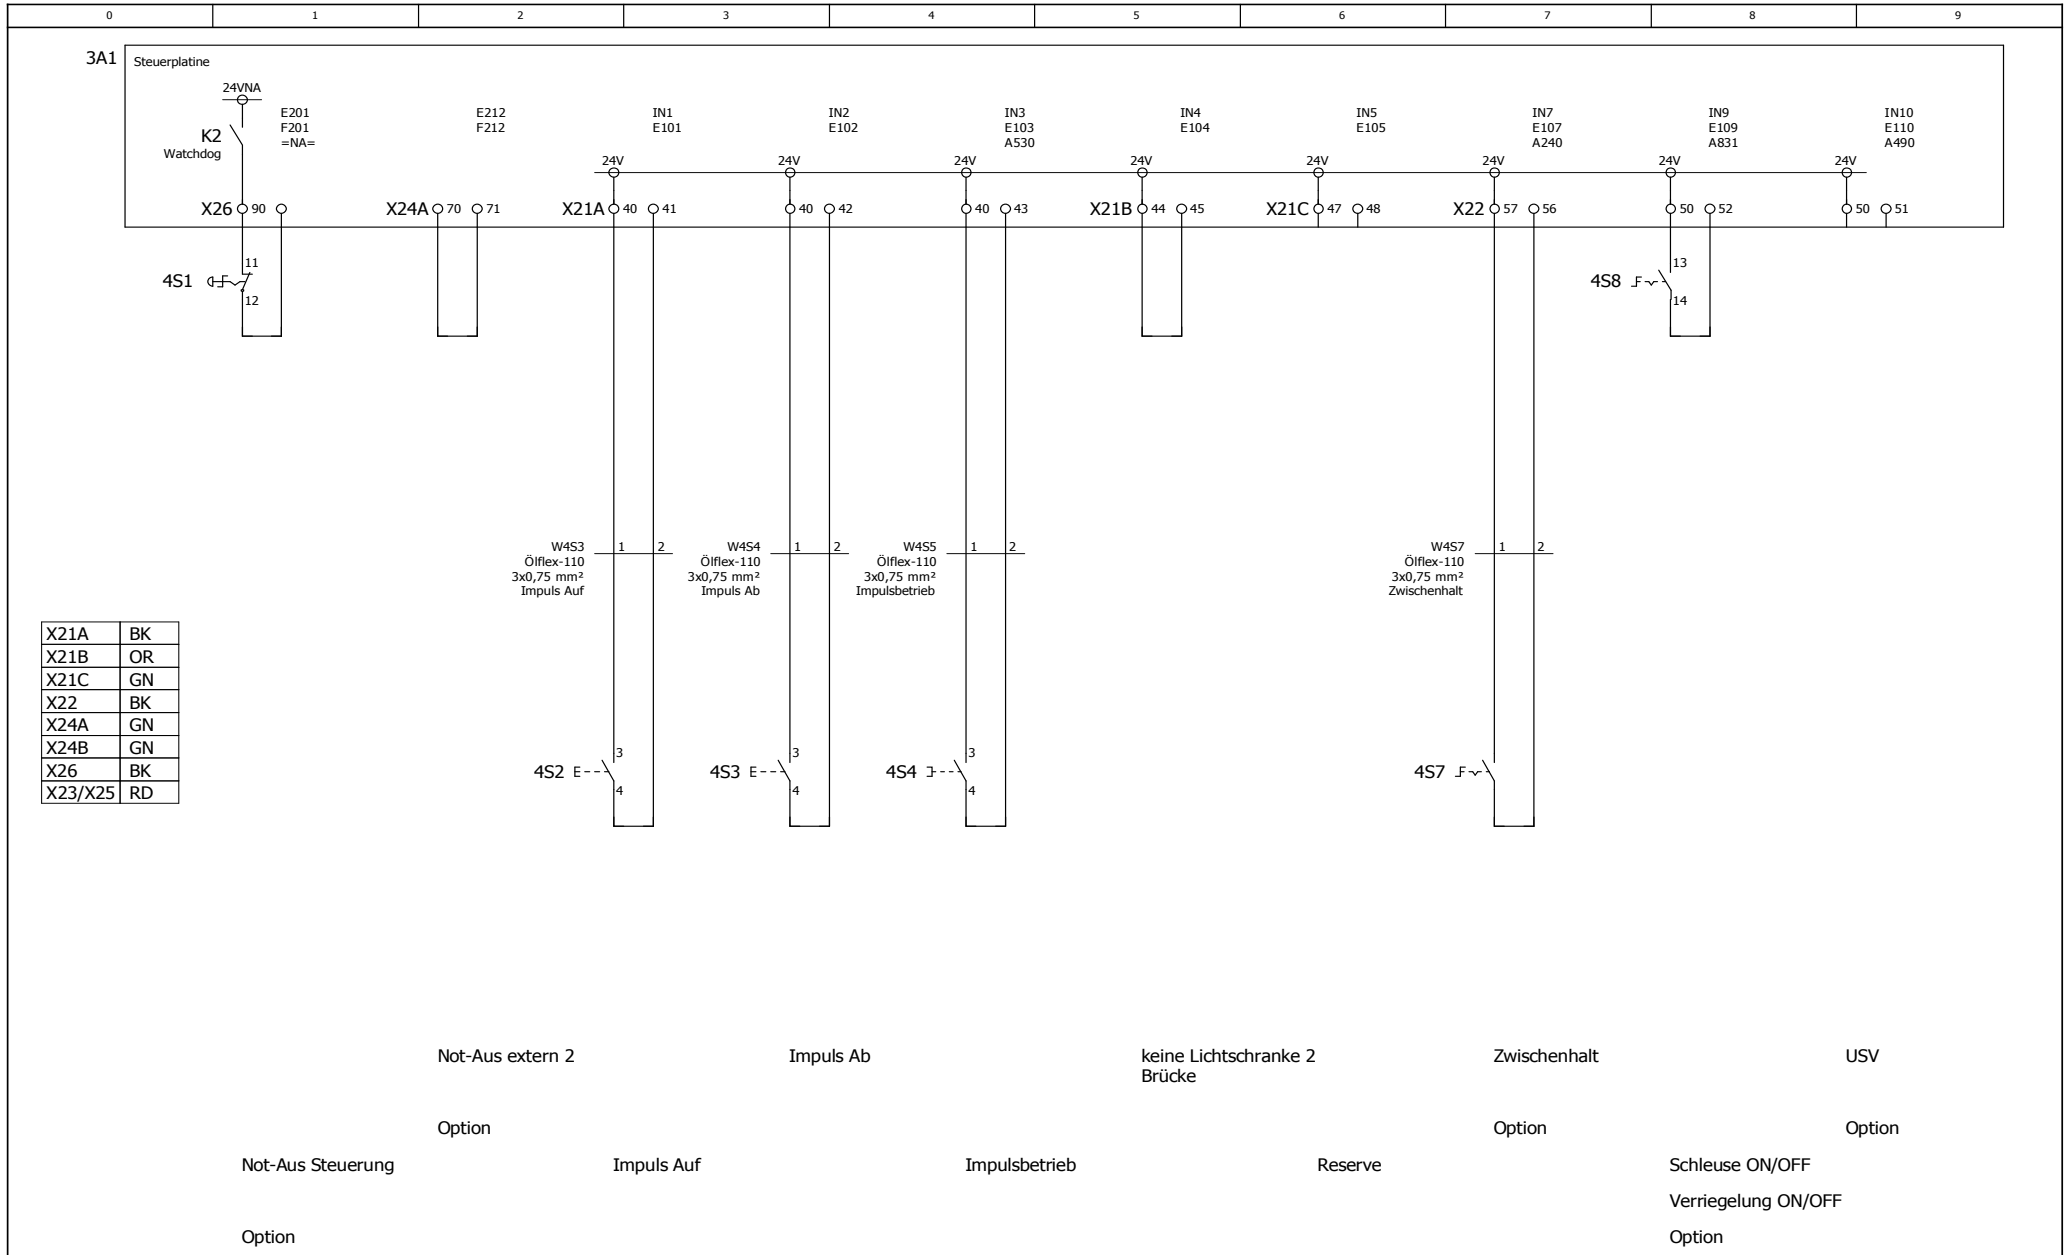 0 1 2 3 4 5 6 7 8 9
3A1 Steuerplatine
24VNA
K2
Watchdog
E201
F201
=NA=
E212
F212
IN1
E101
IN2
E102
IN3
E103
A530
IN4
E104
IN5
E105
IN7
E107
A240
IN9
E109
A831
IN10
E110
A490
24V 24V 24V 24V 24V 24V 24V 24V
X26 90 X24A 70 71 X21A 40 41 40 42 40 43 X21B 44 45 X21C 47 48 X22 57 56 50 52 50 51
4S1
11
12
4S8
13
14
W4S3
Ölflex-110
3x0,75 mm²
Impuls Auf
1 2
W4S4
Ölflex-110
3x0,75 mm²
Impuls Ab
1 2
W4S5
Ölflex-110
3x0,75 mm²
Impulsbetrieb
1 2
W4S7
Ölflex-110
3x0,75 mm²
Zwischenhalt
1 2
X21A BK
X21B OR
X21C GN
X22 BK
X24A GN
X24B GN
X26 BK
X23/X25 RD
4S2
3
4
4S3
3
4
4S4
3
4
4S7
Not-Aus extern 2
Impuls Ab
keine Lichtschranke 2
Brücke
Zwischenhalt
USV
Option
Option
Option
Not-Aus Steuerung
Impuls Auf
Impulsbetrieb
Reserve
Schleuse ON/OFF
Verriegelung ON/OFF
Option
Option